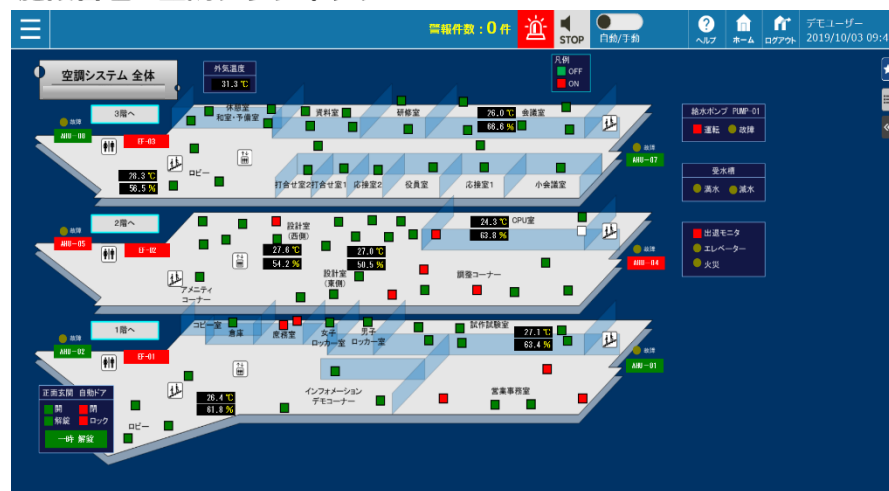 警報件数：0 件
STOP
自動/手動
ヘルプ
ホーム
ログアウト
デモユーザー
2019/10/03 09:4
空調システム 全体
外気温度
31.3 ℃
凡例
OFF
ON
3階へ
故障
AHU-08
EF-03
休憩室
和室・予備室
資料室
研修室
26.0 ℃
66.6 %
会議室
故障
AHU-07
28.3 ℃
56.5 %
ロビー
打合せ室2
打合せ室1
応接室2
役員室
応接室1
小会議室
給水ポンプ PUMP-01
運転
故障
受水槽
満水
減水
2階へ
故障
AHU-05
EF-02
設計室
(西側)
27.6 ℃
54.2 %
27.0 ℃
50.5 %
24.3 ℃
63.8 %
CPU室
故障
AHU-04
設計室
(東側)
調整コーナー
アメニティ
コーナー
出退モニタ
エレベーター
火災
1階へ
故障
AHU-02
EF-01
コピー室
倉庫
庶務室
女子
ロッカー室
男子
ロッカー室
試作試験室
27.1 ℃
63.4 %
故障
AHU-01
正面玄関 自動ドア
開
閉
解錠
ロック
一時 解錠
26.4 ℃
61.8 %
ロビー
インフォメーション
デモコーナー
営業事務室